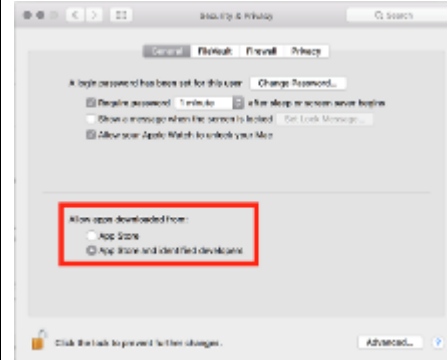 Security & Privacy
Search
General FileVault Firewall Privacy
A login password has been set for this user Change Password...
Require password 1 minute after sleep or screen saver begins
Show a message when the screen is locked Set Lock Message...
Allow your Apple Watch to unlock your Mac
Allow apps downloaded from:
App Store
App Store and identified developers
Click the lock to prevent further changes.
Advanced...
?